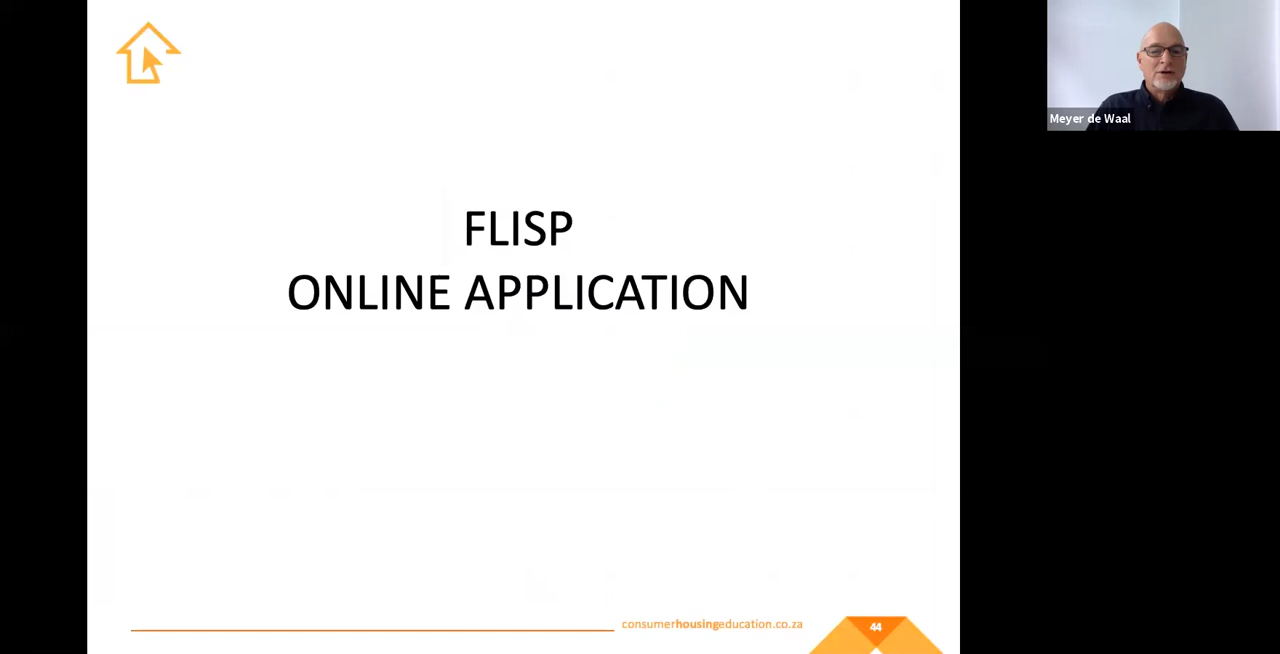 FLISP
ONLINE APPLICATION
consumerhousingeducation.co.za
44
Meyer de Waal